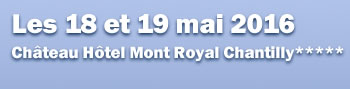 Les 18 et 19 mai 2016
Château Hôtel Mont Royal Chantilly*****